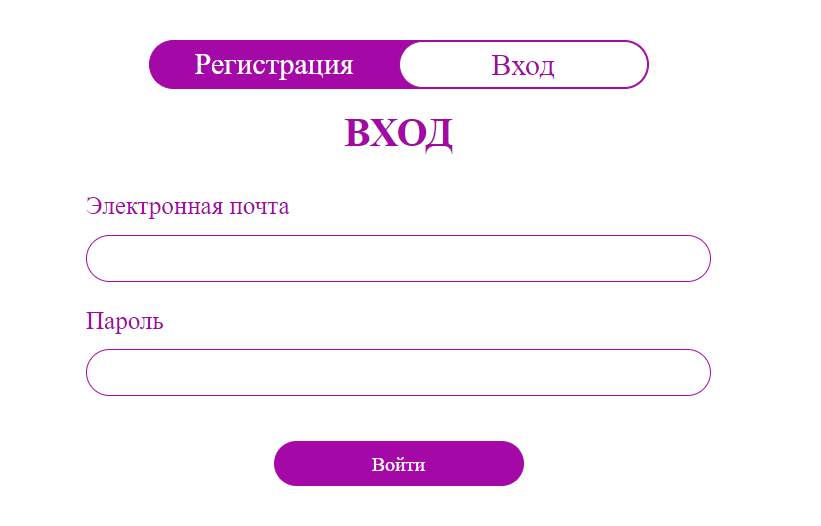 Регистрация Вход
ВХОД
Электронная почта
Пароль
Войти